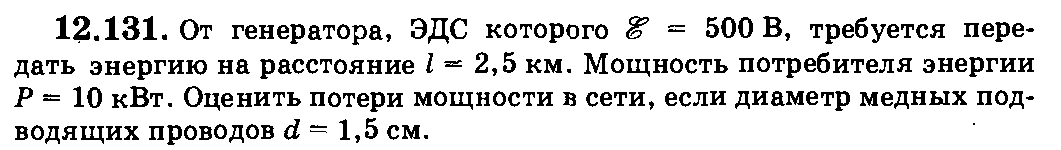 12.131. От генератора, ЭДС которого ℰ = 500 В, требуется пере-
дать энергию на расстояние l = 2,5 км. Мощность потребителя энергии
P = 10 кВт. Оценить потери мощности в сети, если диаметр медных под-
водящих проводов d = 1,5 см.